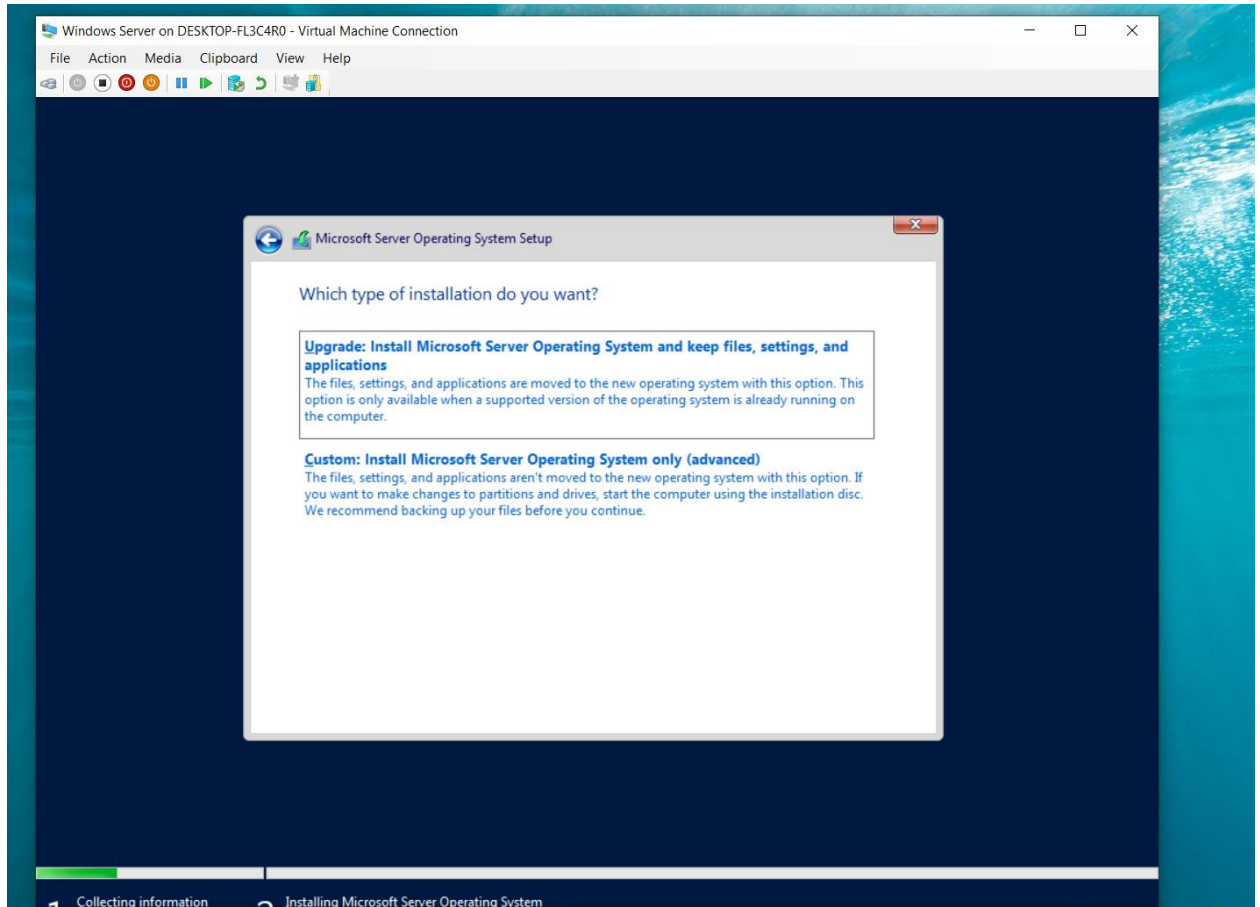 Windows Server on DESKTOP-FL3C4R0 - Virtual Machine Connection
File Action Media Clipboard View Help
Microsoft Server Operating System Setup
Which type of installation do you want?
Upgrade: Install Microsoft Server Operating System and keep files, settings, and
applications
The files, settings, and applications are moved to the new operating system with this option. This
option is only available when a supported version of the operating system is already running on
the computer.
Custom: Install Microsoft Server Operating System only (advanced)
The files, settings, and applications aren't moved to the new operating system with this option. If
you want to make changes to partitions and drives, start the computer using the installation disc.
We recommend backing up your files before you continue.
1 Collecting information 2 Installing Microsoft Server Operating System